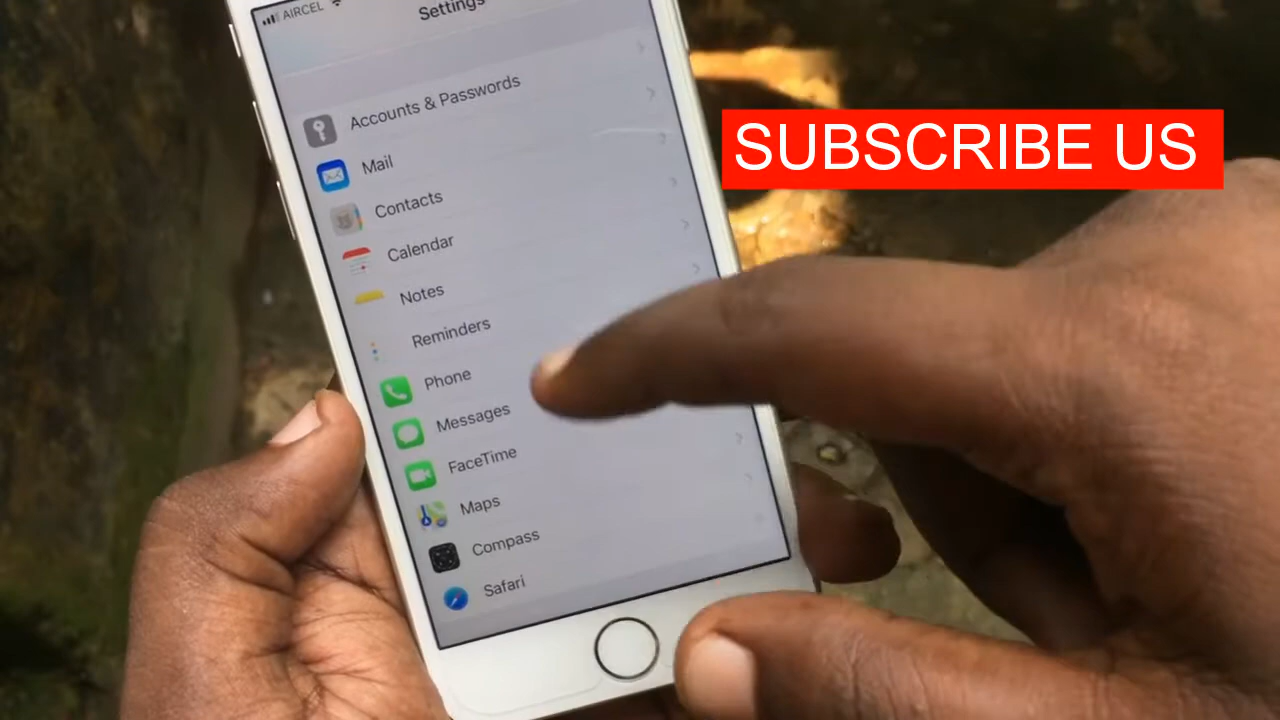 AIRCEL
Settings
Accounts & Passwords
Mail
Contacts
Calendar
Notes
Reminders
Phone
Messages
FaceTime
Maps
Compass
Safari
SUBSCRIBE US